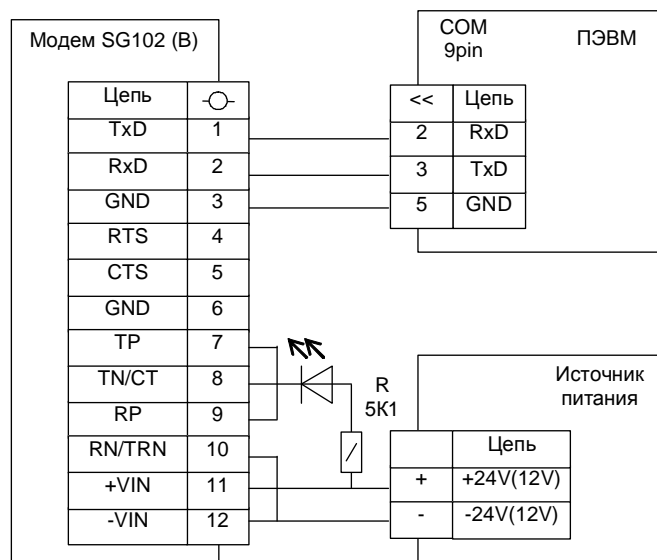 Модем SG102 (B)
Цепь
TxD 1
RxD 2
GND 3
RTS 4
CTS 5
GND 6
TP 7
TN/CT 8
RP 9
RN/TRN 10
+VIN 11
-VIN 12
COM
9pin
ПЭВМ
<< Цепь
2 RxD
3 TxD
5 GND
R
5К1
Источник
питания
Цепь
+ +24V(12V)
- -24V(12V)